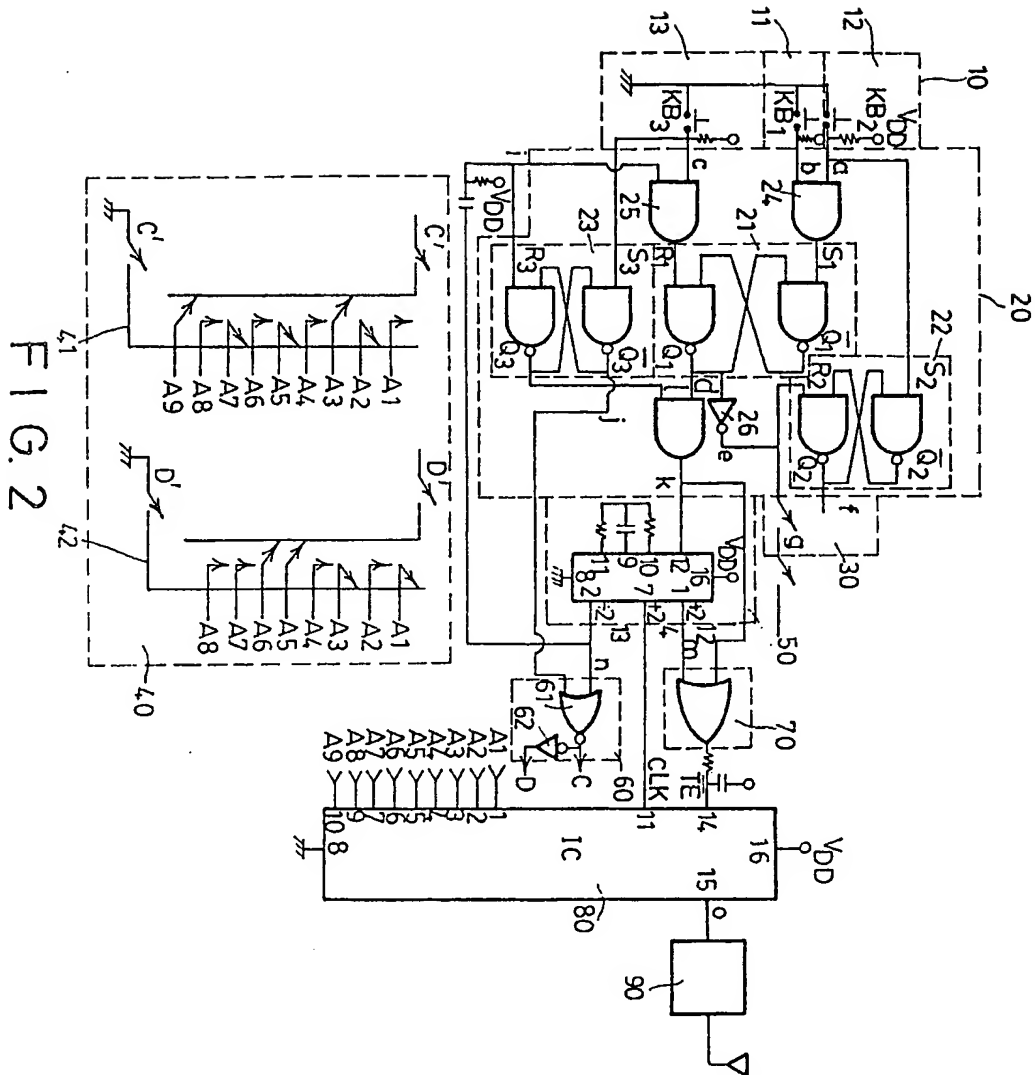 10
12
11
13
KB2
VDD
KB1
KB3
a
b
c
20
24
25
S1
R1
21
Q̅1
Q1
22
S2
R2
Q̅2
Q2
23
S3
R3
Q̅3
Q3
i
VDD
d
26
e
f
g
30
j
k
50
VDD
16
12
1
10
9
7
11
8
2
m
n
13
61
62
60
C
D
70
TE
CLK
14
11
16
VDD
15
o
IC
80
8
A1 1
A2 2
A3 3
A4 4
A5 5
A6 6
A7 7
A8 9
A9 10
90
40
C'
C'
41
A1
A2
A3
A4
A5
A6
A7
A8
A9
D'
D'
42
A1
A2
A3
A4
A5
A6
A7
A8
FIG. 2